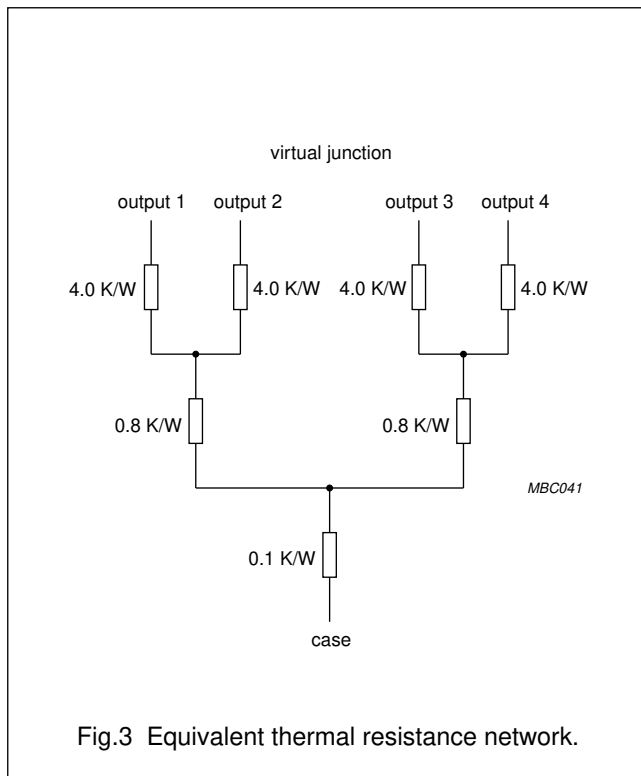 virtual junction
output 1 output 2 output 3 output 4
4.0 K/W 4.0 K/W 4.0 K/W 4.0 K/W
0.8 K/W 0.8 K/W
MBC041
0.1 K/W
case
Fig.3 Equivalent thermal resistance network.